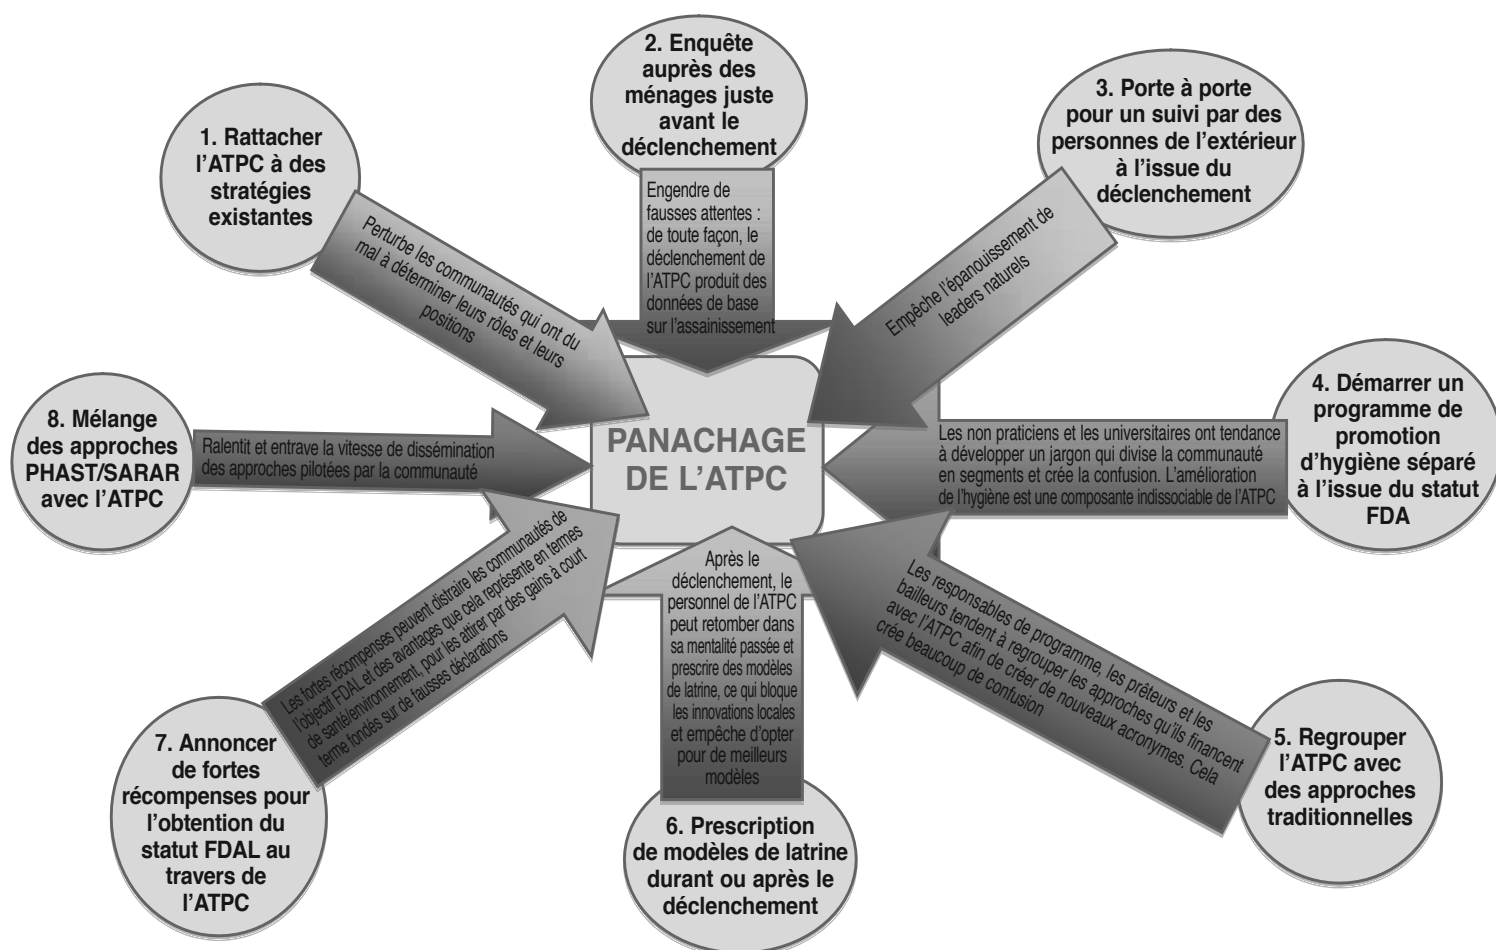 1. Rattacher
l’ATPC à des
stratégies
existantes
Perturbe les communautés qui ont du
mal à déterminer leurs rôles et leurs
positions
2. Enquête
auprès des
ménages juste
avant le
déclenchement
Engendre de
fausses attentes :
de toute façon, le
déclenchement de
l’ATPC produit des
données de base
sur l’assainissement
3. Porte à porte
pour un suivi par des
personnes de l’extérieur
à l’issue du
déclenchement
Empêche l’épanouissement de
leaders naturels
4. Démarrer un
programme de
promotion
d’hygiène séparé
à l’issue du statut
FDA
Les non praticiens et les universitaires ont tendance
à développer un jargon qui divise la communauté
en segments et crée la confusion. L’amélioration
de l’hygiène est une composante indissociable de l’ATPC
PANACHAGE
DE L’ATPC
5. Regrouper
l’ATPC avec
des approches
traditionnelles
Les responsables de programme, les prêteurs et les
bailleurs tendent à regrouper les approches qu’ils financent
avec l’ATPC afin de créer de nouveaux acronymes. Cela
crée beaucoup de confusion
6. Prescription
de modèles de latrine
durant ou après le
déclenchement
Après le
déclenchement, le
personnel de l’ATPC
peut retomber dans
sa mentalité passée et
prescrire des modèles
de latrine, ce qui bloque
les innovations locales
et empêche d’opter
pour de meilleurs
modèles
7. Annoncer
de fortes
récompenses pour
l’obtention du
statut FDAL au
travers de
l’ATPC
Les fortes récompenses peuvent distraire les communautés de
l’objectif FDAL et des avantages que cela représente en termes
de santé/environnement, pour les attirer par des gains à court
terme fondés sur de fausses déclarations
8. Mélange
des approches
PHAST/SARAR
avec l’ATPC
Ralentit et entrave la vitesse de dissémination
des approches pilotées par la communauté